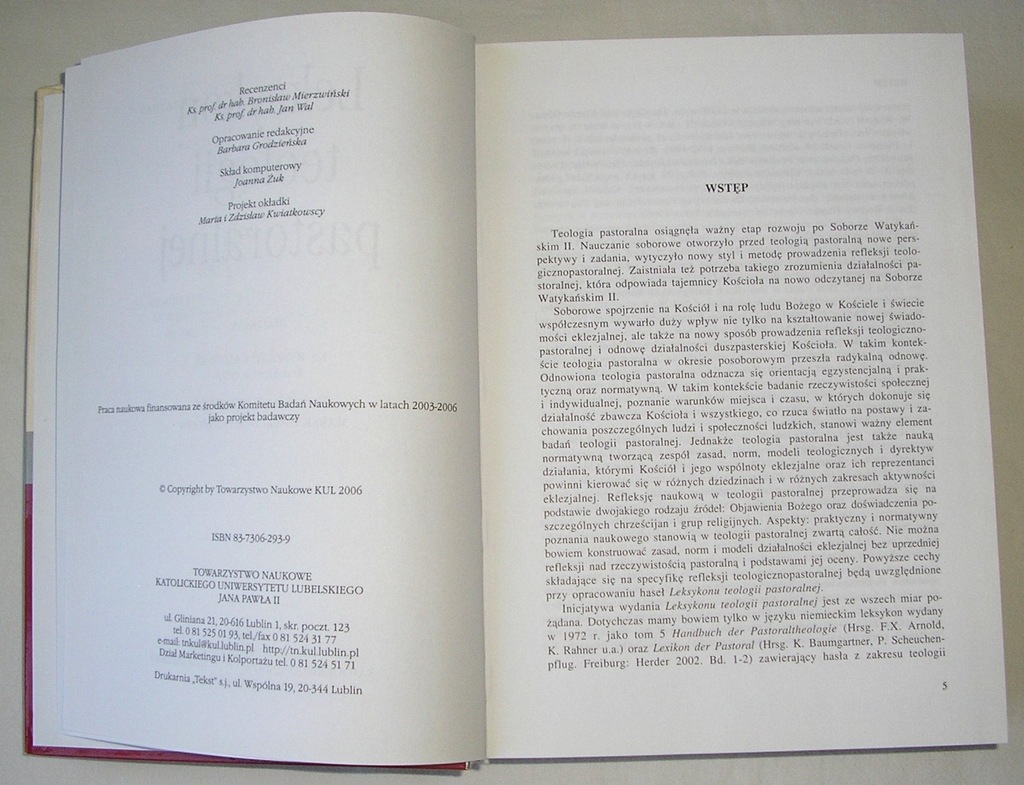 Recenzenci
Ks. prof. dr hab. Bronisław Mierzwiński
Ks. prof. dr hab. Jan Wal
Opracowanie redakcyjne
Barbara Grodzieńska
Skład komputerowy
Joanna Żuk
Projekt okładki
Marta i Zdzisław Kwiatkowscy
Praca naukowa finansowana ze środków Komitetu Badań Naukowych w latach 2003-2006
jako projekt badawczy
© Copyright by Towarzystwo Naukowe KUL 2006
ISBN 83-7306-293-9
TOWARZYSTWO NAUKOWE
KATOLICKIEGO UNIWERSYTETU LUBELSKIEGO
JANA PAWŁA II
ul. Gliniana 21, 20-616 Lublin 1, skr. poczt. 123
tel. 0 81 525 01 93, tel./fax 0 81 524 31 77
e-mail: tnkul@kul.lublin.pl http://tn.kul.lublin.pl
Dział Marketingu i Kolportażu tel. 0 81 524 51 71
Drukarnia „Tekst" s.j., ul. Wspólna 19, 20-344 Lublin
WSTĘP
Teologia pastoralna osiągnęła ważny etap rozwoju po Soborze Watykań-
skim II. Nauczanie soborowe otworzyło przed teologią pastoralną nowe pers-
pektywy i zadania, wytyczyło nowy styl i metodę prowadzenia refleksji teolo-
gicznopastoralnej. Zaistniała też potrzeba takiego zrozumienia działalności pa-
storalnej, która odpowiada tajemnicy Kościoła na nowo odczytanej na Soborze
Watykańskim II.
Soborowe spojrzenie na Kościół i na rolę ludu Bożego w Kościele i świecie
współczesnym wywarło duży wpływ nie tylko na kształtowanie nowej świado-
mości eklezjalnej, ale także na nowy sposób prowadzenia refleksji teologiczno-
pastoralnej i odnowę działalności duszpasterskiej Kościoła. W takim kontek-
ście teologia pastoralna w okresie posoborowym przeszła radykalną odnowę.
Odnowiona teologia pastoralna odznacza się orientacją egzystencjalną i prak-
tyczną oraz normatywną. W takim kontekście badanie rzeczywistości społecznej
i indywidualnej, poznanie warunków miejsca i czasu, w których dokonuje się
działalność zbawcza Kościoła i wszystkiego, co rzuca światło na postawy i za-
chowania poszczególnych ludzi i społeczności ludzkich, stanowi ważny element
badań teologii pastoralnej. Jednakże teologia pastoralna jest także nauką
normatywną tworzącą zespół zasad, norm, modeli teologicznych i dyrektyw
działania, którymi Kościół i jego wspólnoty eklezjalne oraz ich reprezentanci
powinni kierować się w różnych dziedzinach i w różnych zakresach aktywności
eklezjalnej. Refleksję naukową w teologii pastoralnej przeprowadza się na
podstawie dwojakiego rodzaju źródeł: Objawienia Bożego oraz doświadczenia po-
szczególnych chrześcijan i grup religijnych. Aspekty: praktyczny i normatywny
poznania naukowego stanowią w teologii pastoralnej zwartą całość. Nie można
bowiem konstruować zasad, norm i modeli działalności eklezjalnej bez uprzedniej
refleksji nad rzeczywistością pastoralną i podstawami jej oceny. Powyższe cechy
składające się na specyfikę refleksji teologicznopastoralnej będą uwzględnione
przy opracowaniu haseł Leksykonu teologii pastoralnej.
Inicjatywa wydania Leksykonu teologii pastoralnej jest ze wszech miar po-
żądana. Dotychczas mamy bowiem tylko w języku niemieckim leksykon wydany
w 1972 r. jako tom 5 Handbuch der Pastoraltheologie (Hrsg. F.X. Arnold,
K. Rahner u.a.) oraz Lexikon der Pastoral (Hrsg. K. Baumgartner, P. Scheuchen-
pflug. Freiburg: Herder 2002. Bd. 1-2) zawierający hasła z zakresu teologii
5